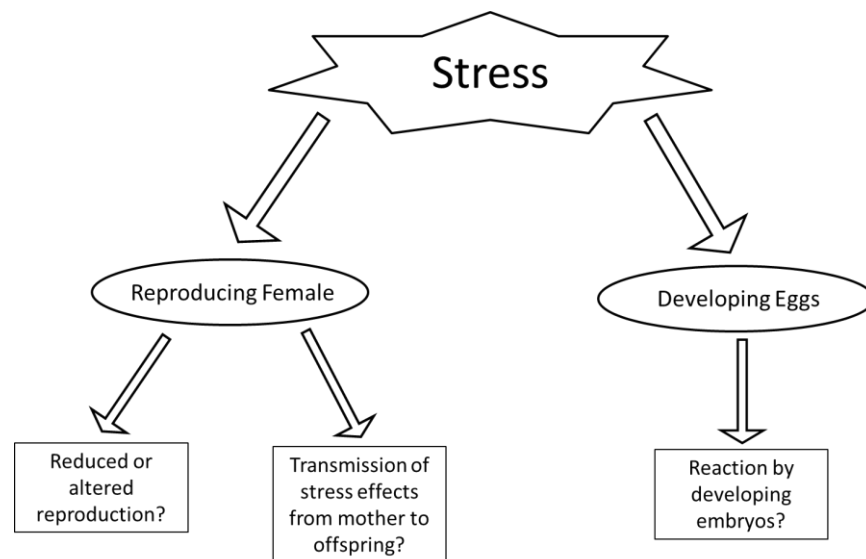 Stress
Reproducing Female
Developing Eggs
Reduced or
altered
reproduction?
Transmission of
stress effects
from mother to
offspring?
Reaction by
developing
embryos?